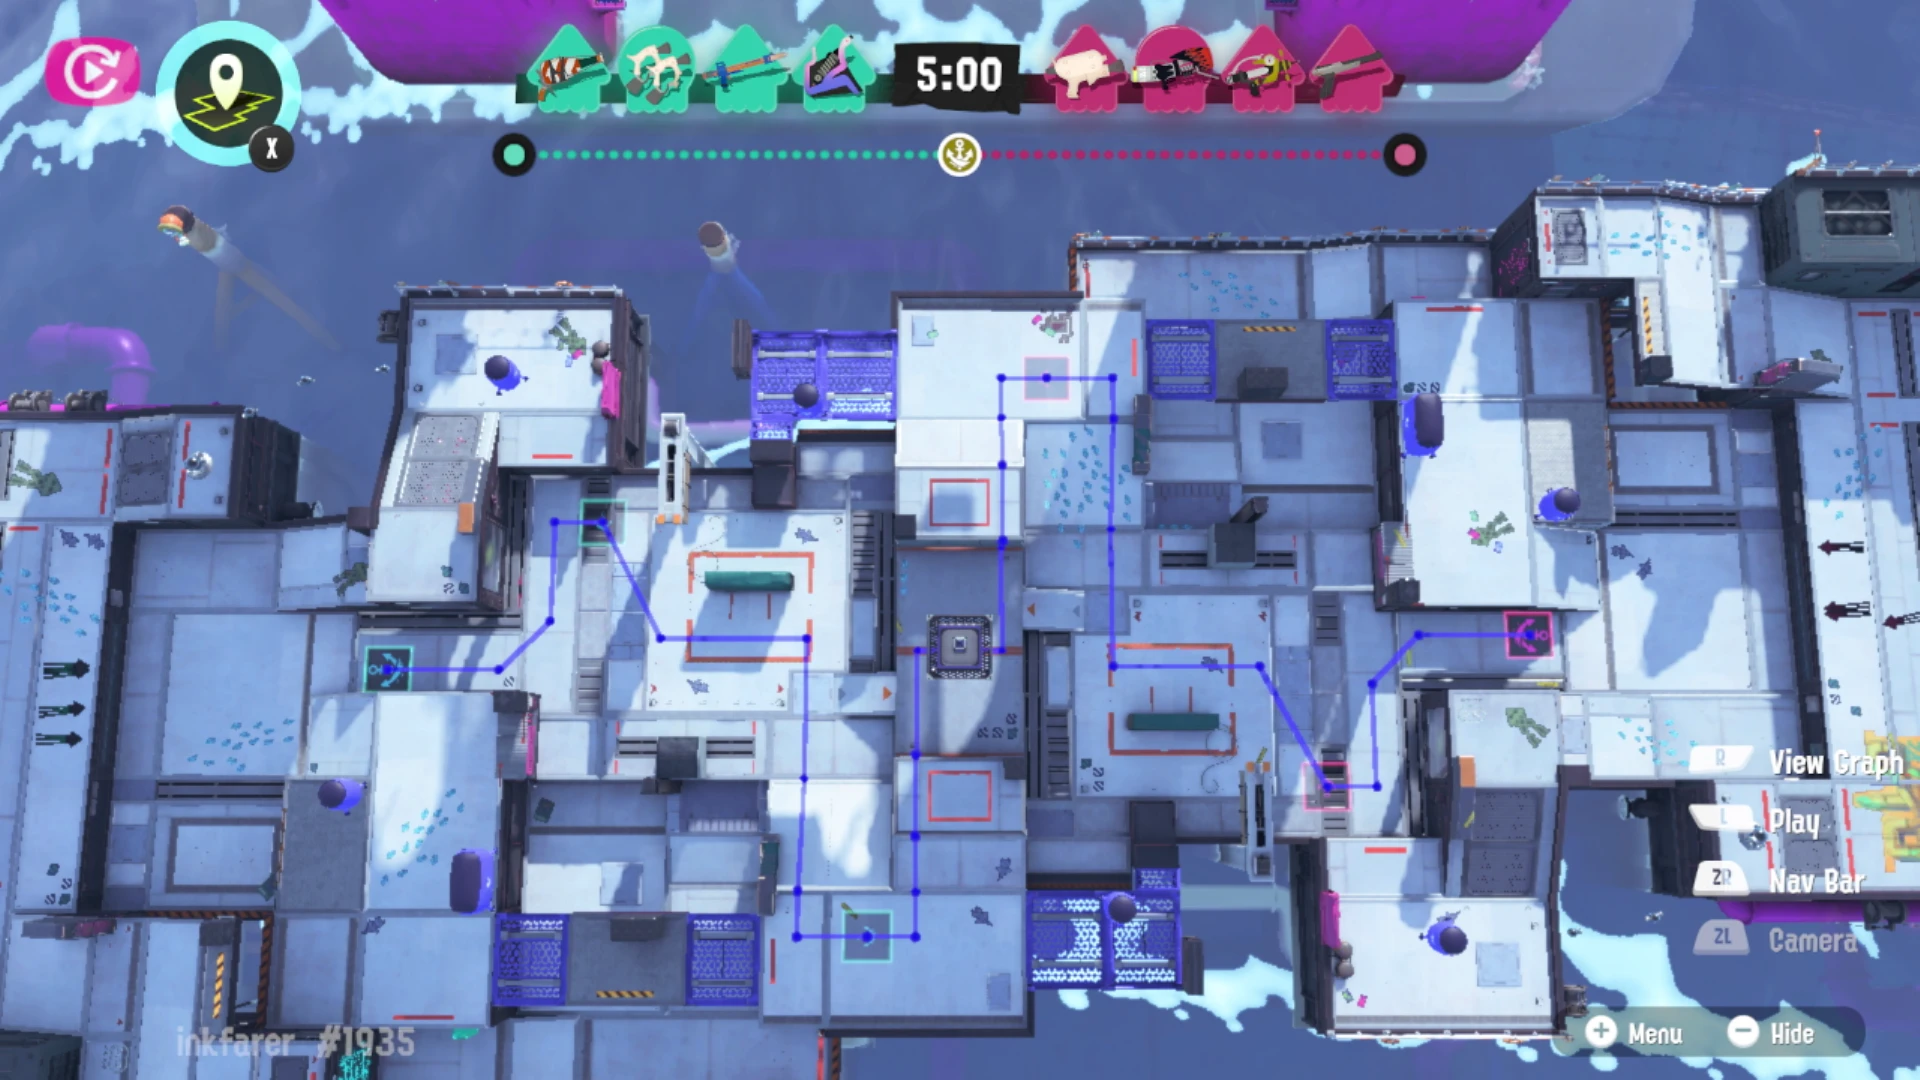 5:00
X
R View Graph
L Play
ZR Nav Bar
ZL Camera
+ Menu - Hide
inkfarer #1935